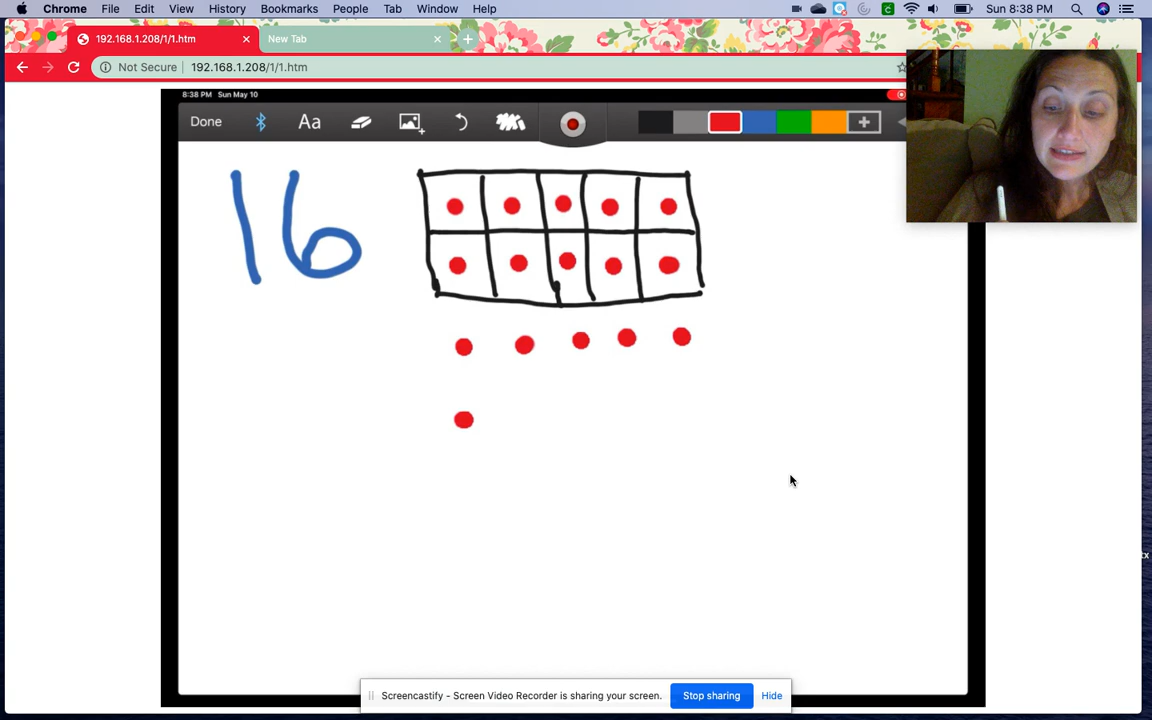 Chrome File Edit View History Bookmarks People Tab Window Help Sun 8:38 PM
192.168.1.208/1/1.htm New Tab
Not Secure 192.168.1.208/1/1.htm
8:38 PM Sun May 10
Done Aa
16
Screencastify - Screen Video Recorder is sharing your screen. Stop sharing Hide